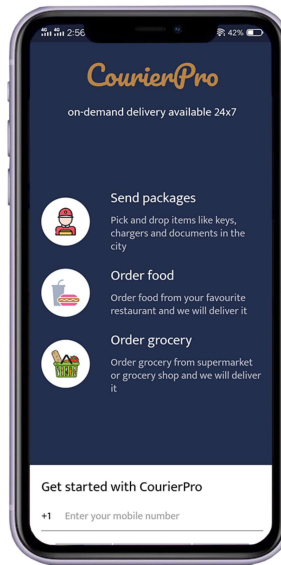 4G 4G 2:56 42%
CourierPro
on-demand delivery available 24x7
Send packages
Pick and drop items like keys,
chargers and documents in the
city
Order food
Order food from your favourite
restaurant and we will deliver it
Order grocery
Order grocery from supermarket
or grocery shop and we will deliver
it
Get started with CourierPro
+1 Enter your mobile number